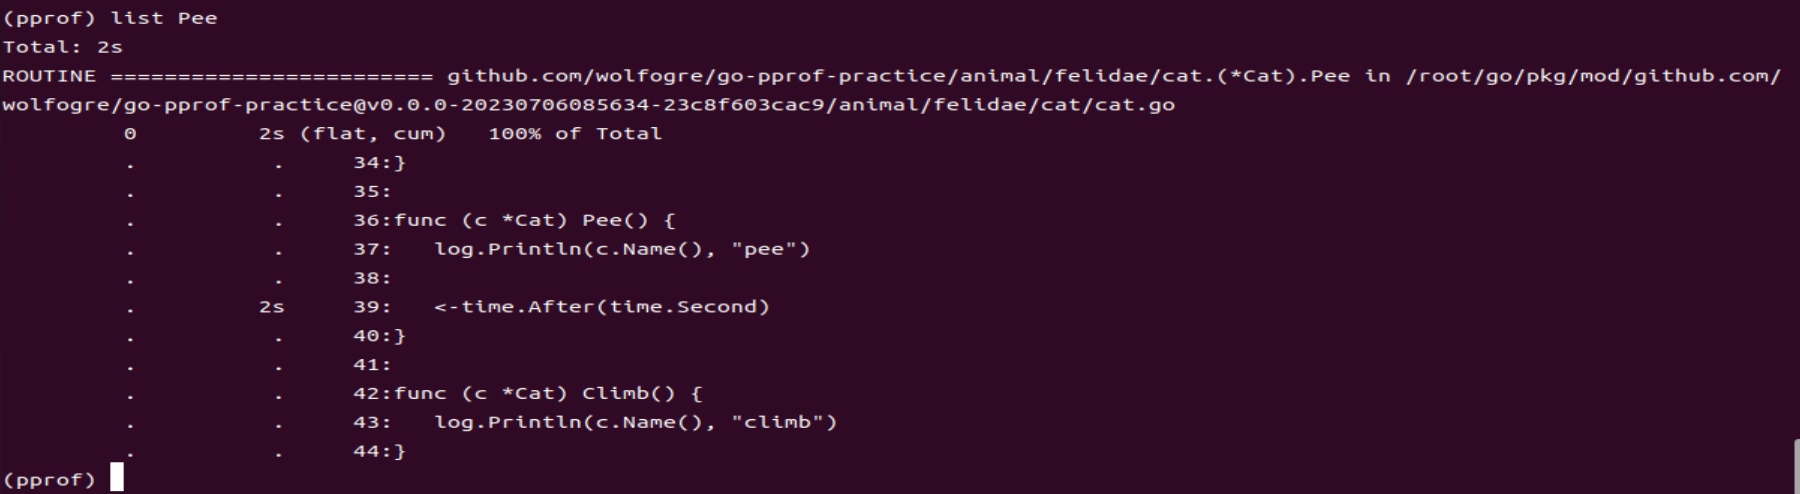 (pprof) list Pee
Total: 2s
ROUTINE ======================== github.com/wolfogre/go-pprof-practice/animal/felidae/cat.(*Cat).Pee in /root/go/pkg/mod/github.com/
wolfogre/go-pprof-practice@v0.0.0-20230706085634-23c8f603cac9/animal/felidae/cat/cat.go
         0         2s (flat, cum)   100% of Total
         .          .     34:}
         .          .     35:
         .          .     36:func (c *Cat) Pee() {
         .          .     37:   log.Println(c.Name(), "pee")
         .          .     38:
         .         2s     39:   <-time.After(time.Second)
         .          .     40:}
         .          .     41:
         .          .     42:func (c *Cat) Climb() {
         .          .     43:   log.Println(c.Name(), "climb")
         .          .     44:}
(pprof)